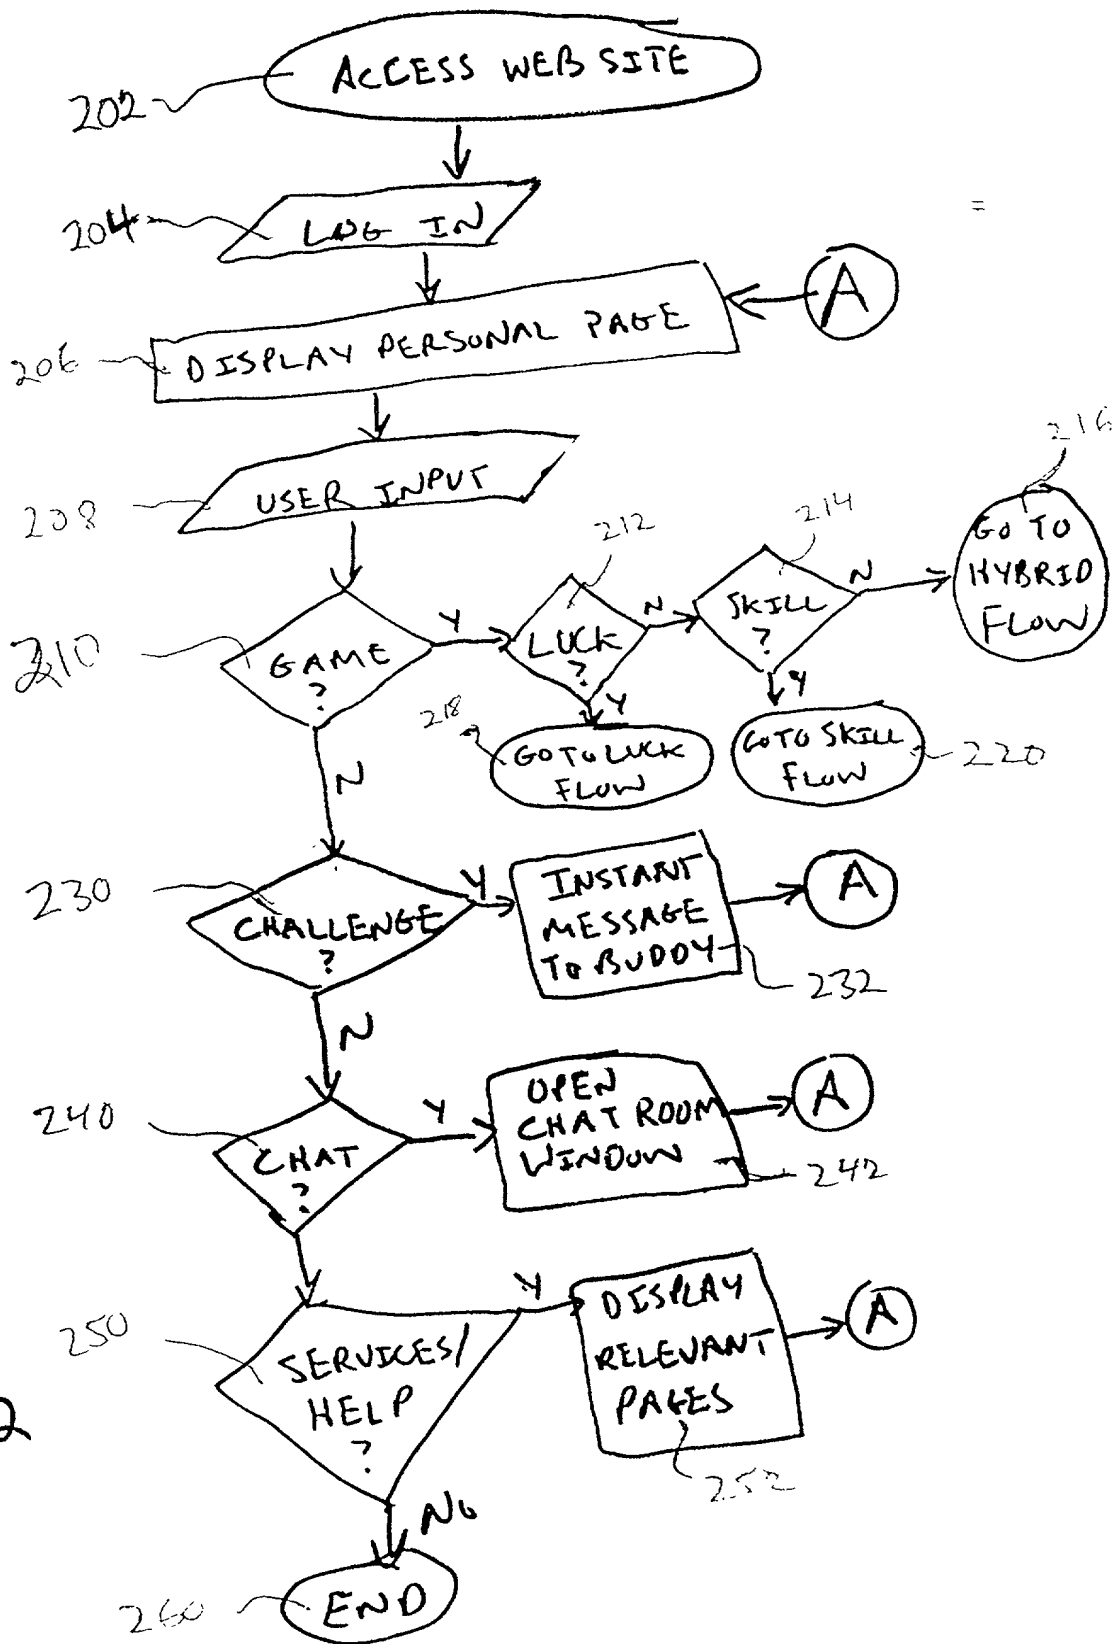 ACCESS WEB SITE
202
204
LOG IN
=
A
206
DISPLAY PERSONAL PAGE
208
USER INPUT
212
214
216
GO TO
HYBRID
FLOW
210
GAME
?
Y
LUCK
?
N
SKILL
?
N
Y
Y
218
GO TO LUCK
FLOW
GO TO SKILL
FLOW
220
N
230
CHALLENGE
?
Y
INSTANT
MESSAGE
TO BUDDY
232
A
N
240
CHAT
?
Y
OPEN
CHAT ROOM
WINDOW
242
A
250
SERVICES/
HELP
?
Y
DISPLAY
RELEVANT
PAGES
252
A
2
No
260
END